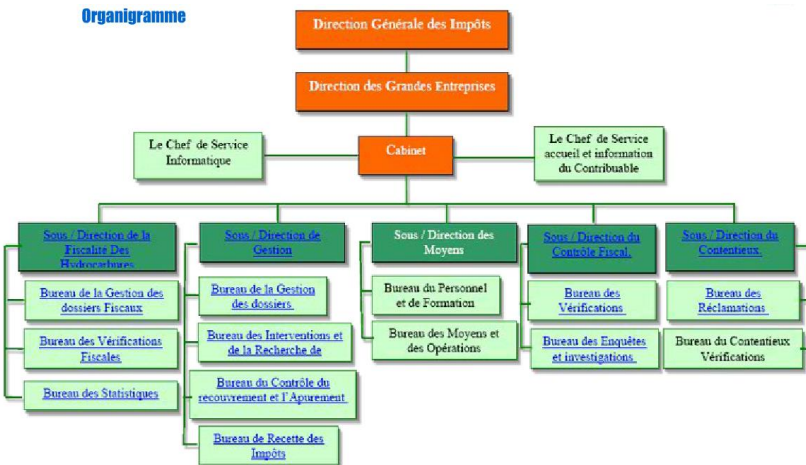 Organigramme
Direction Générale des Impôts
Direction des Grandes Entreprises
Le Chef de Service
Informatique
Cabinet
Le Chef de Service
accueil et information
du Contribuable
Sous / Direction de la
Fiscalité Des
Hydrocarbures
Sous / Direction de
Gestion
Sous / Direction des
Moyens
Sous / Direction du
Contrôle Fiscal.
Sous / Direction du
Contentieux.
Bureau de la Gestion des
dossiers Fiscaux
Bureau des Vérifications
Fiscales
Bureau des Statistiques
Bureau de la Gestion
des dossiers.
Bureau des Interventions et
de la Recherche de
Bureau du Contrôle du
recouvrement et l'Apurement
Bureau de Recette des
Impôts
Bureau du Personnel
et de Formation
Bureau des Moyens et
des Opérations
Bureau des
Vérifications
Bureau des Enquêtes
et investigations.
Bureau des
Réclamations
Bureau du Contentieux
Vérifications